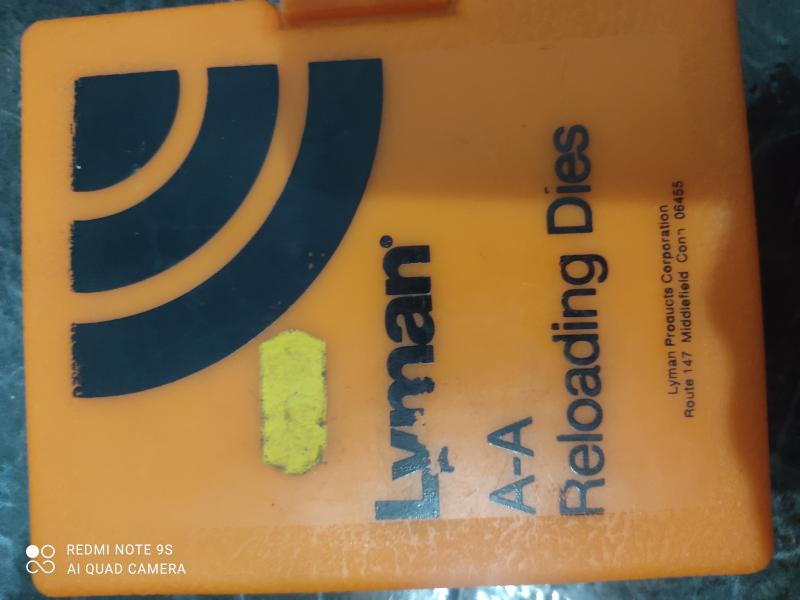 Lyman
A-A
Reloading Dies
Lyman Products Corporation
Route 147 Middlefield Conn 06455
REDMI NOTE 9S
AI QUAD CAMERA